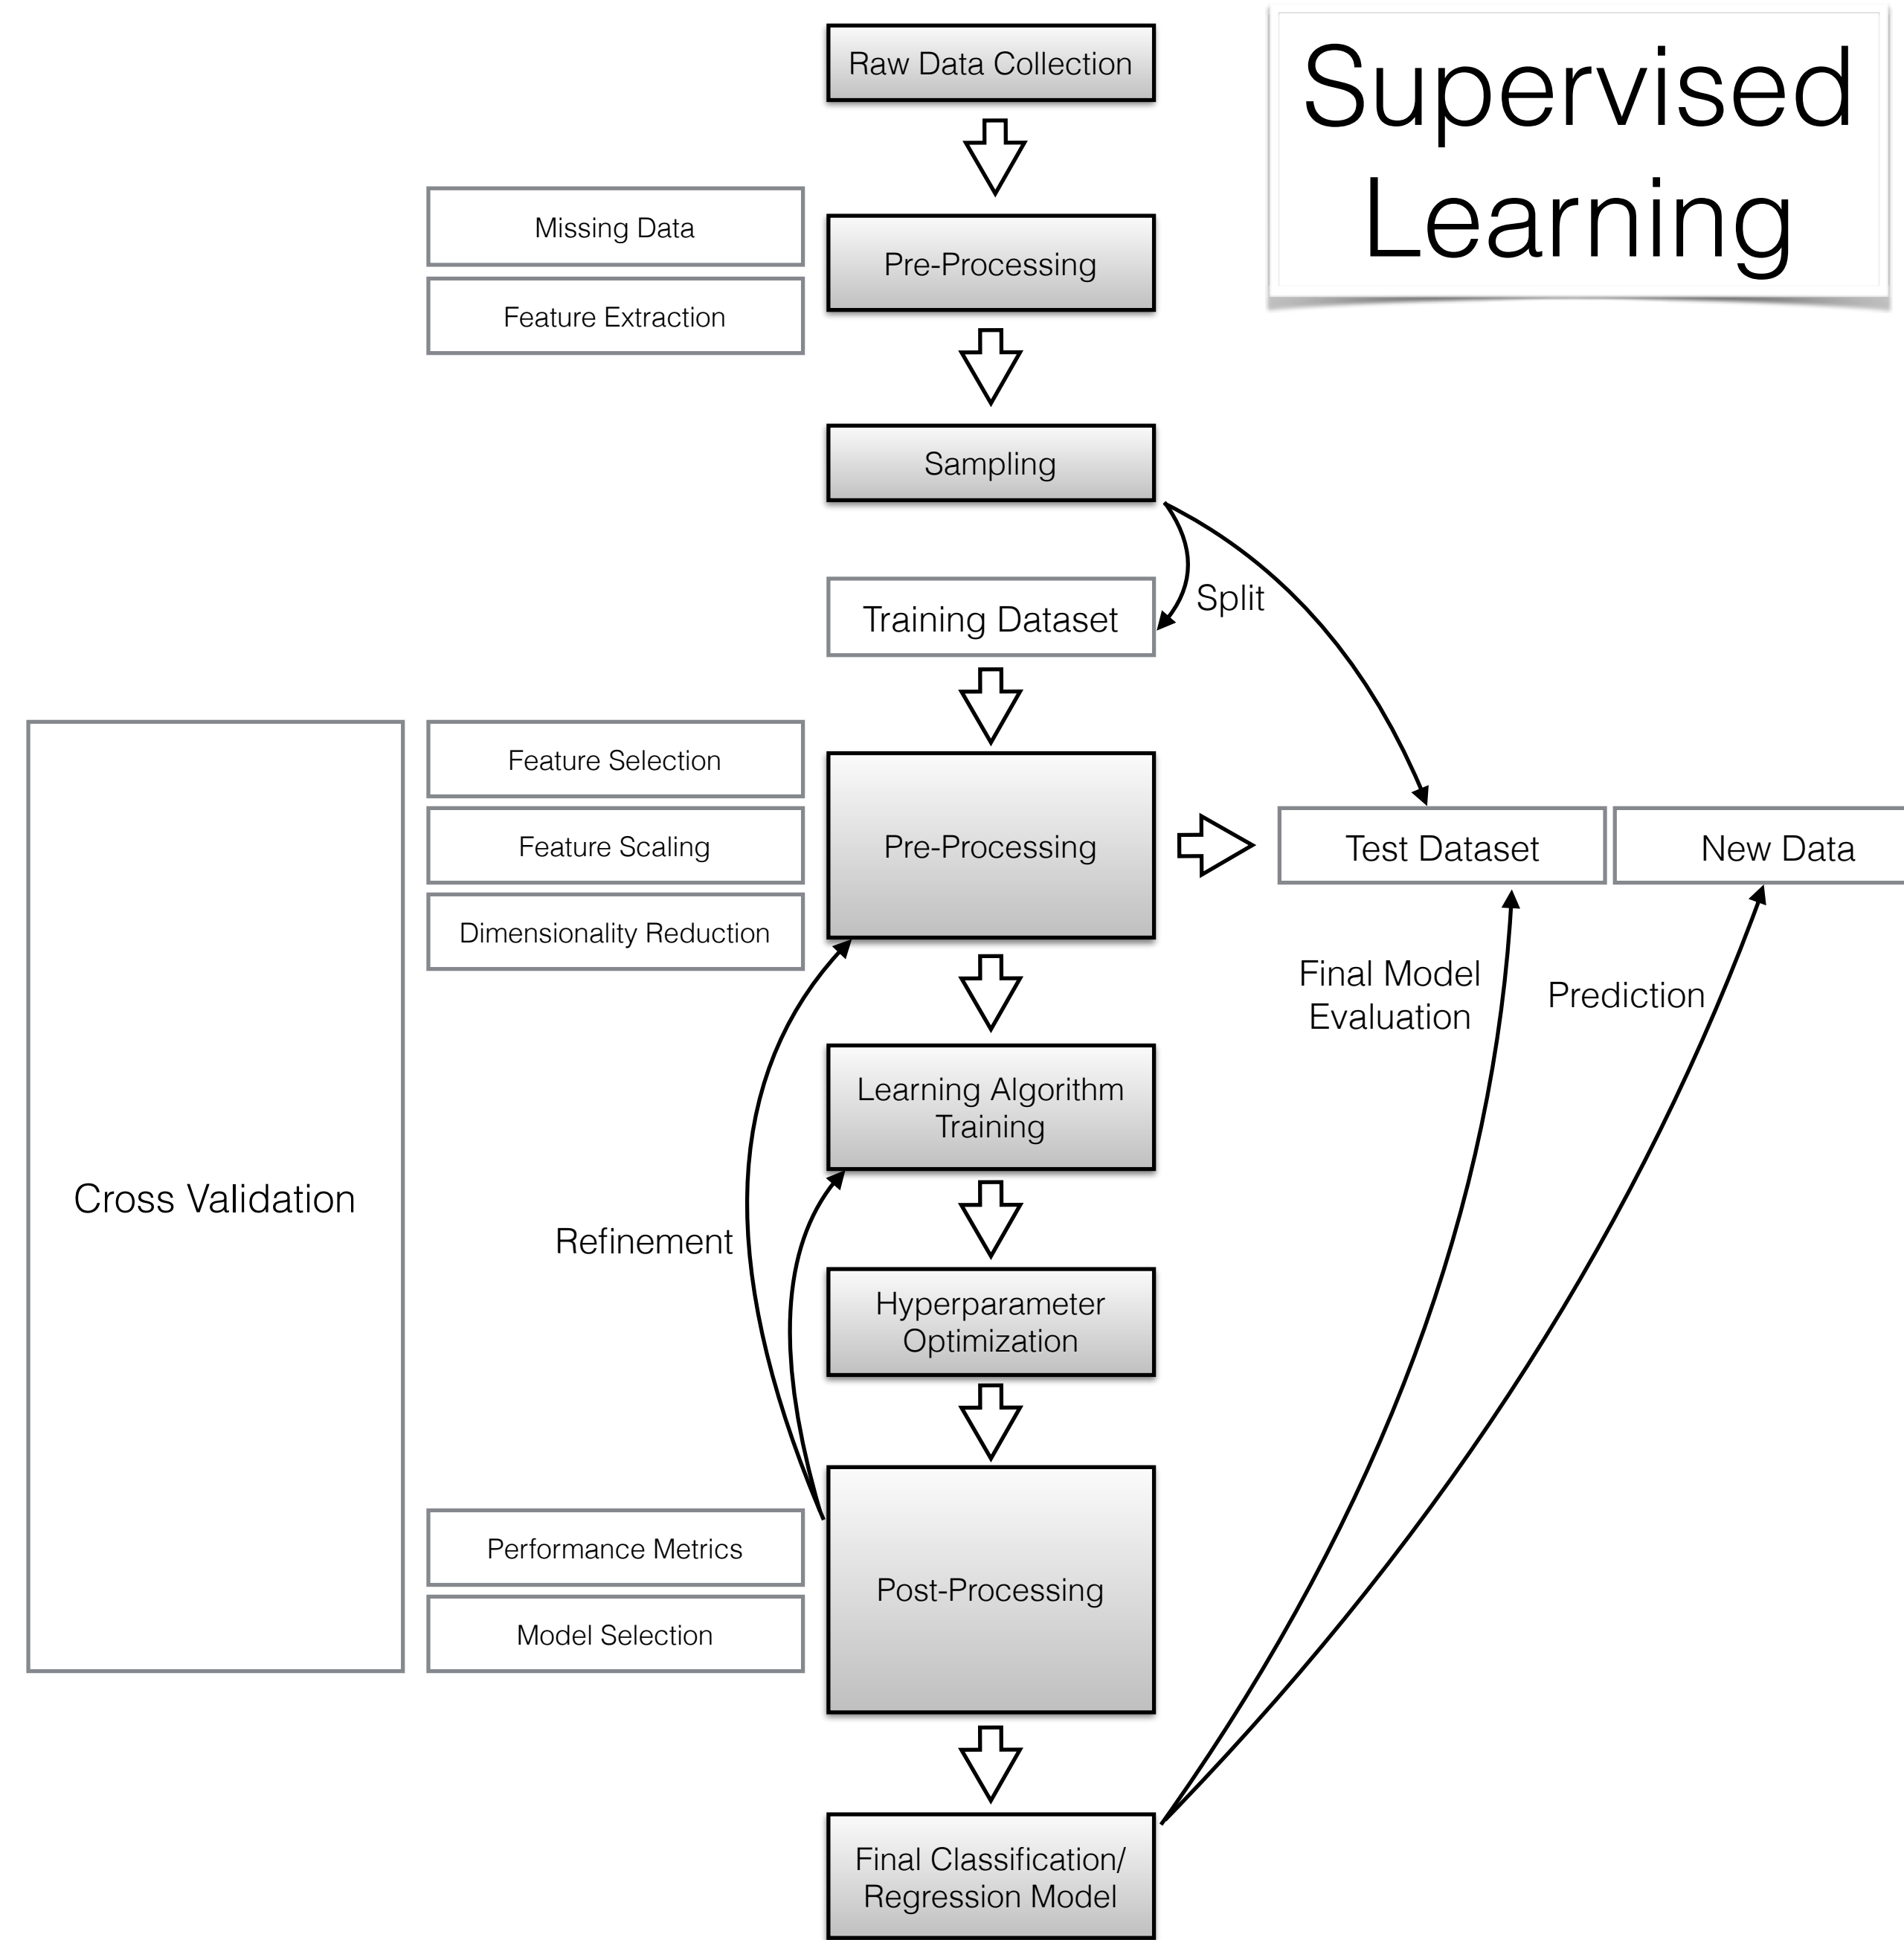 Supervised
Learning
Raw Data Collection
Missing Data
Pre-Processing
Feature Extraction
Sampling
Split
Training Dataset
Feature Selection
Feature Scaling
Dimensionality Reduction
Pre-Processing
Test Dataset
New Data
Final Model
Evaluation
Prediction
Learning Algorithm
Training
Cross Validation
Refinement
Hyperparameter
Optimization
Performance Metrics
Model Selection
Post-Processing
Final Classification/
Regression Model